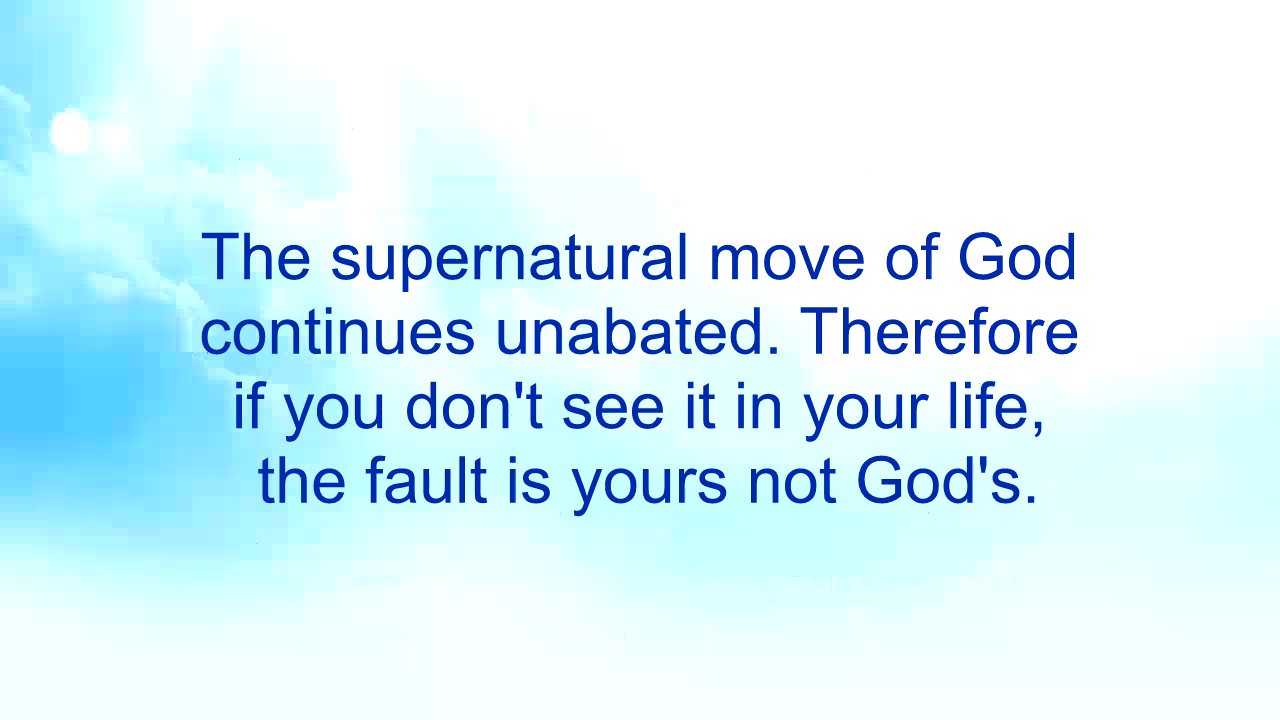 The supernatural move of God
continues unabated. Therefore
if you don't see it in your life,
the fault is yours not God's.